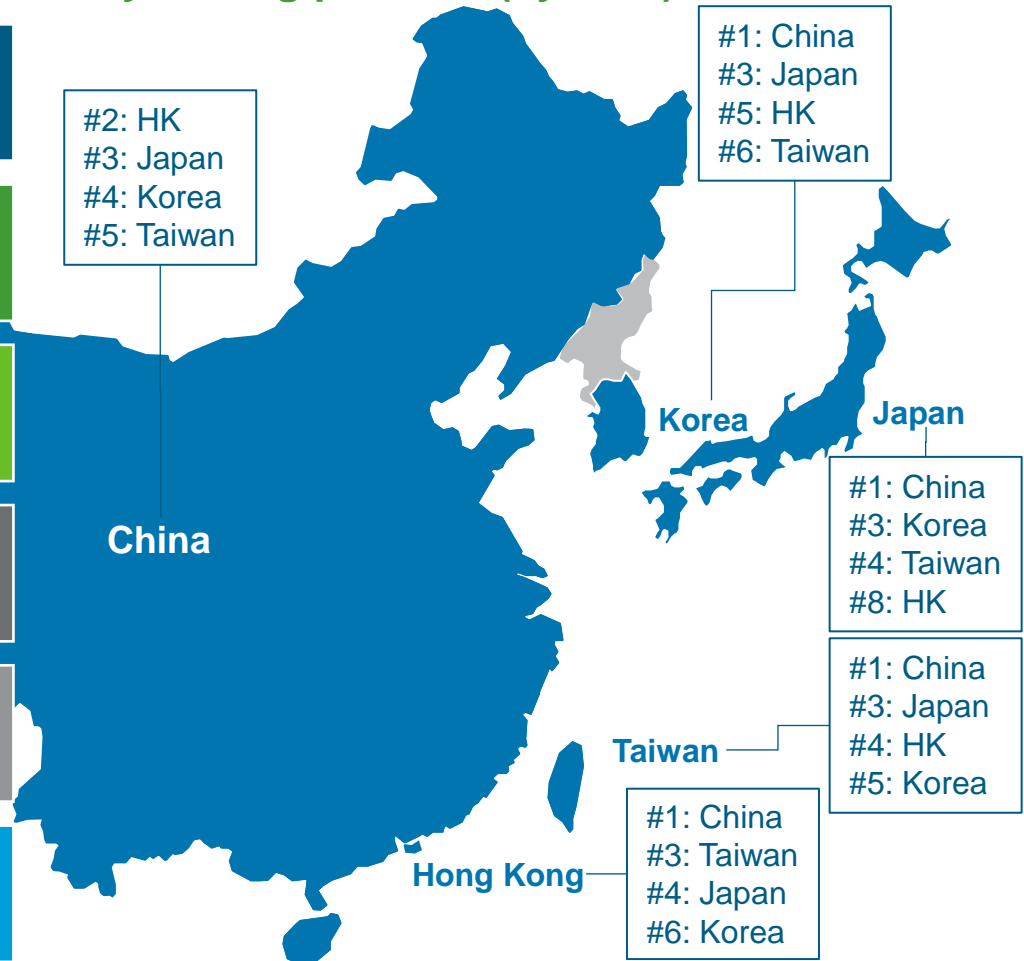 #1: China
#3: Japan
#5: HK
#6: Taiwan
#2: HK
#3: Japan
#4: Korea
#5: Taiwan
Korea
Japan
#1: China
#3: Korea
#4: Taiwan
#8: HK
China
#1: China
#3: Japan
#4: HK
#5: Korea
Taiwan
#1: China
#3: Taiwan
#4: Japan
#6: Korea
Hong Kong